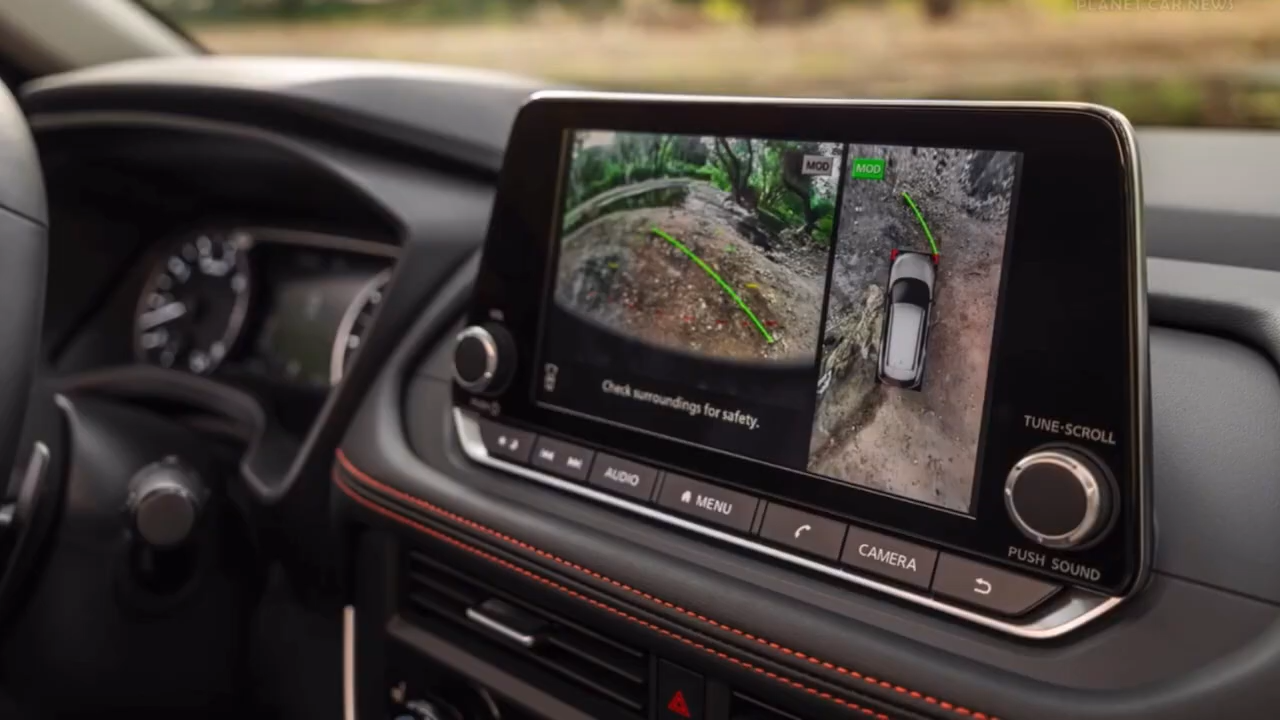 PLANET CAR NEWS
MOD
MOD
Check surroundings for safety.
TUNE·SCROLL
AUDIO
MENU
CAMERA
PUSH SOUND